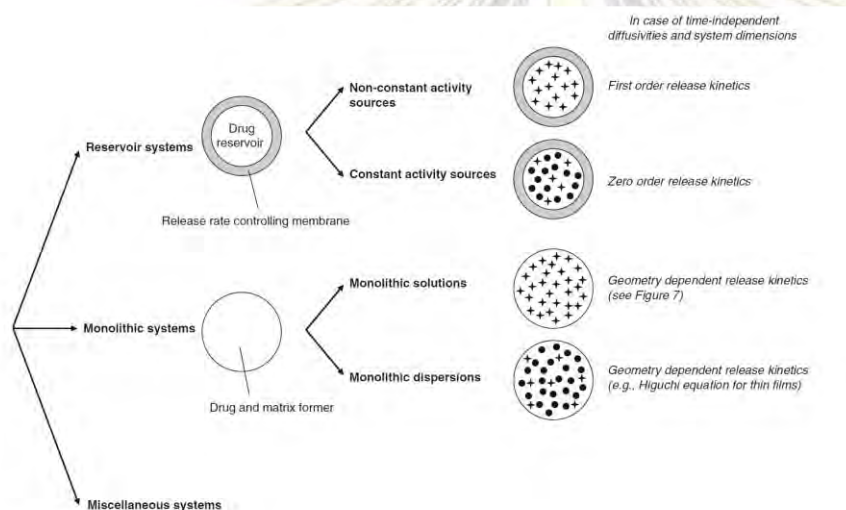 In case of time-independent
diffusivities and system dimensions
Non-constant activity
sources
First order release kinetics
Drug
reservoir
Reservoir systems
Constant activity sources
Zero order release kinetics
Release rate controlling membrane
Monolithic solutions
Geometry dependent release kinetics
(see Figure 7)
Monolithic systems
Monolithic dispersions
Geometry dependent release kinetics
(e.g., Higuchi equation for thin films)
Drug and matrix former
Miscellaneous systems